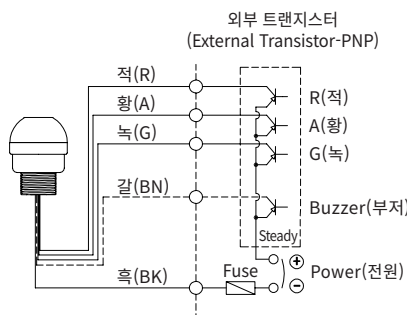 외부 트랜지스터
(External Transistor-PNP)
적(R)
황(A)
녹(G)
갈(BN)
흑(BK)
R(적)
A(황)
G(녹)
Buzzer(부저)
Steady
Fuse
Power(전원)